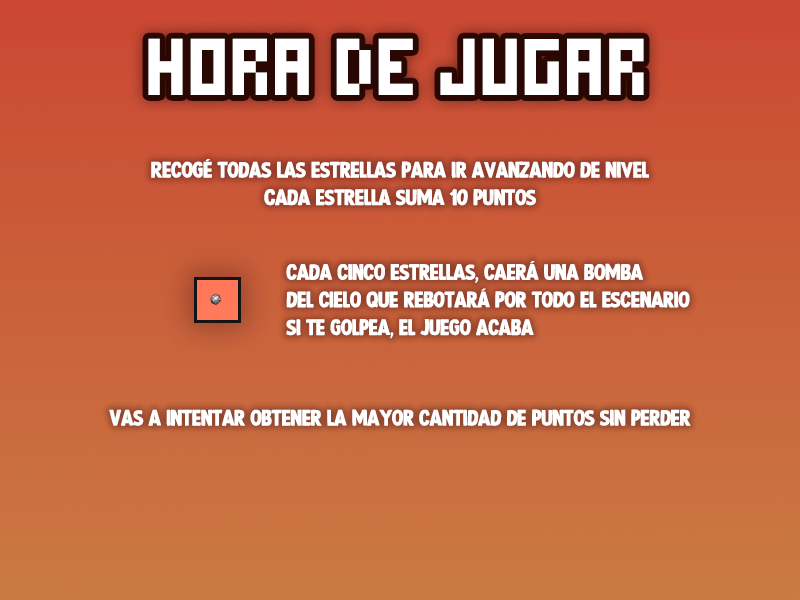 HORA DE JUGAR
RECOGÉ TODAS LAS ESTRELLAS PARA IR AVANZANDO DE NIVEL
CADA ESTRELLA SUMA 10 PUNTOS
CADA CINCO ESTRELLAS, CAERÁ UNA BOMBA
DEL CIELO QUE REBOTARÁ POR TODO EL ESCENARIO
SI TE GOLPEA, EL JUEGO ACABA
VAS A INTENTAR OBTENER LA MAYOR CANTIDAD DE PUNTOS SIN PERDER